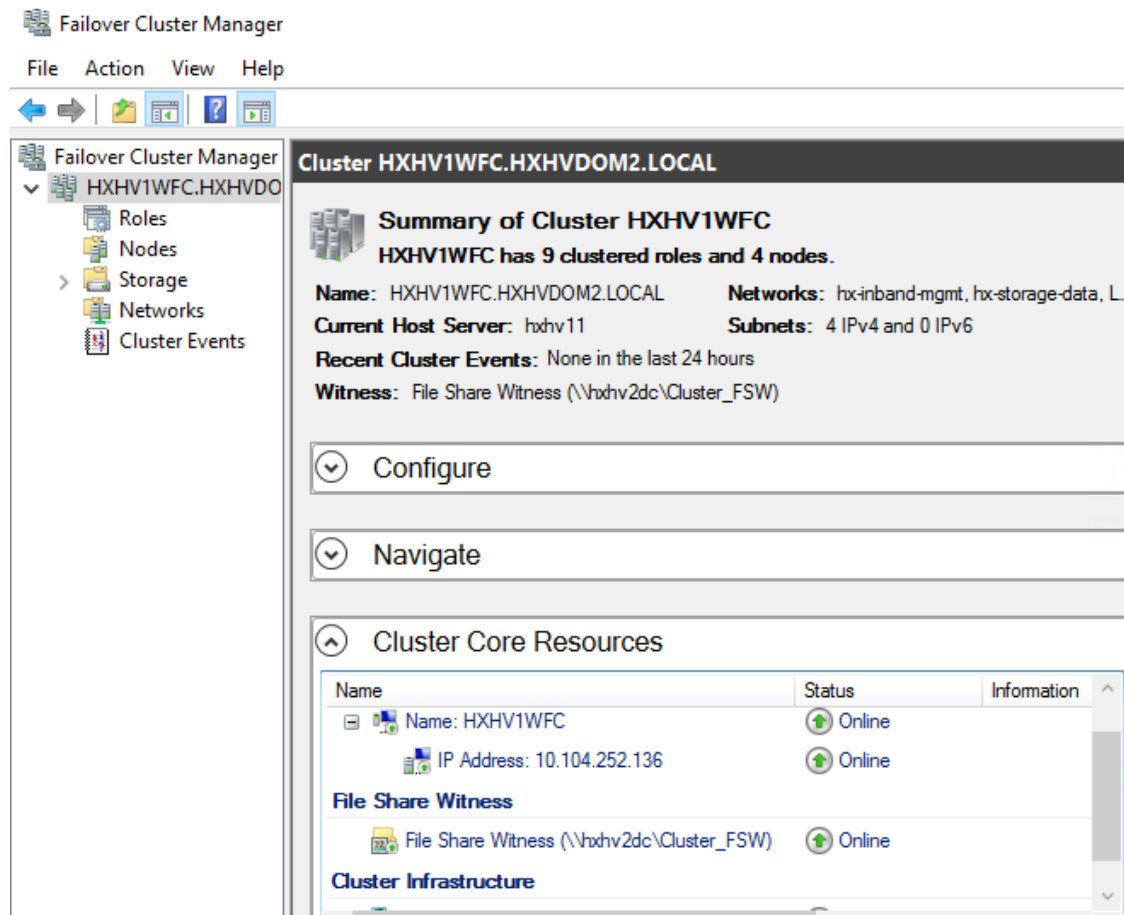 Failover Cluster Manager
File Action View Help
Failover Cluster Manager
HXHV1WFC.HXHVDO
Roles
Nodes
Storage
Networks
Cluster Events
Cluster HXHV1WFC.HXHVDOM2.LOCAL
Summary of Cluster HXHV1WFC
HXHV1WFC has 9 clustered roles and 4 nodes.
Name: HXHV1WFC.HXHVDOM2.LOCAL Networks: hx-inband-mgmt, hx-storage-data, L..
Current Host Server: hxhv11 Subnets: 4 IPv4 and 0 IPv6
Recent Cluster Events: None in the last 24 hours
Witness: File Share Witness (\\hxhv2dc\Cluster_FSW)
Configure
Navigate
Cluster Core Resources
Name Status Information
Name: HXHV1WFC Online
IP Address: 10.104.252.136 Online
File Share Witness
File Share Witness (\\hxhv2dc\Cluster_FSW) Online
Cluster Infrastructure